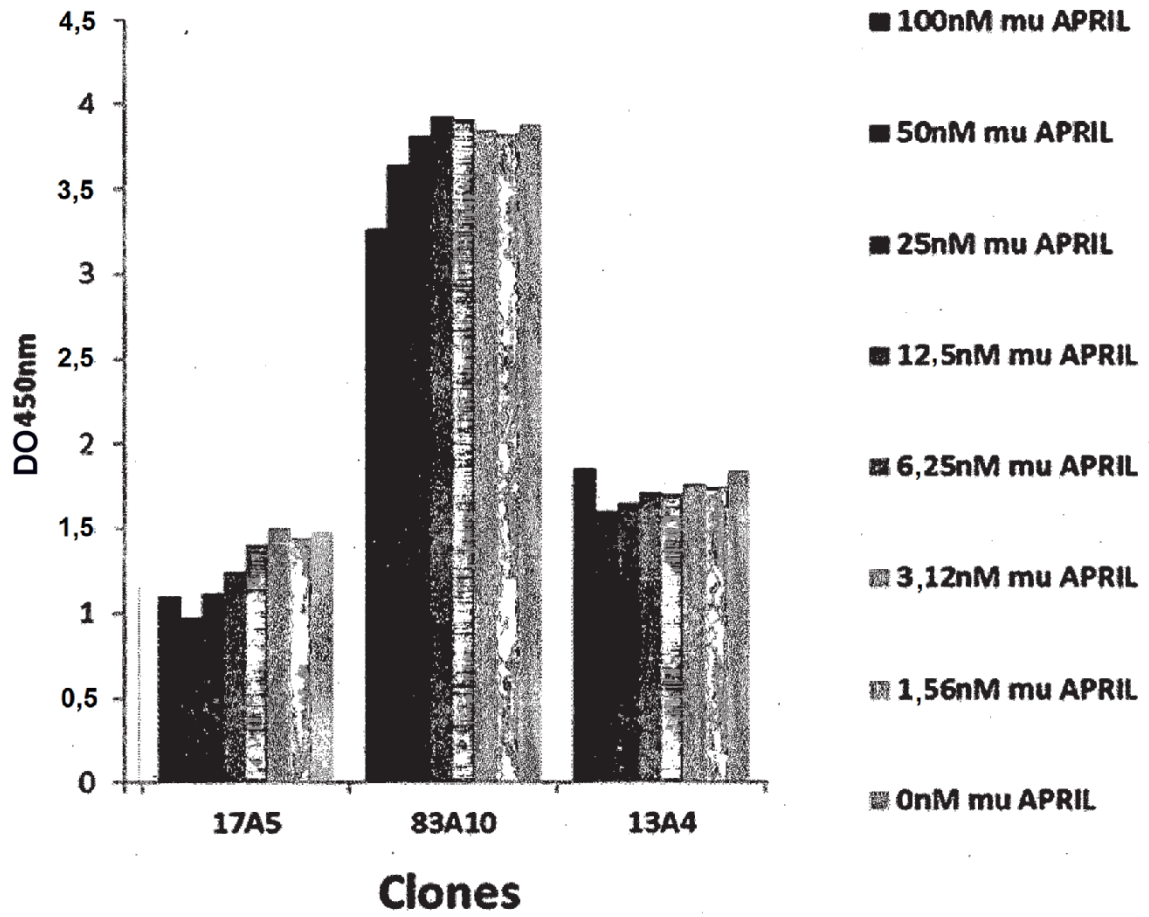 4,5
4
3,5
3
2,5
2
1,5
1
0,5
0
DO450nm
17A5
83A10
13A4
Clones
100nM mu APRIL
50nM mu APRIL
25nM mu APRIL
12,5nM mu APRIL
6,25nM mu APRIL
3,12nM mu APRIL
1,56nM mu APRIL
0nM mu APRIL